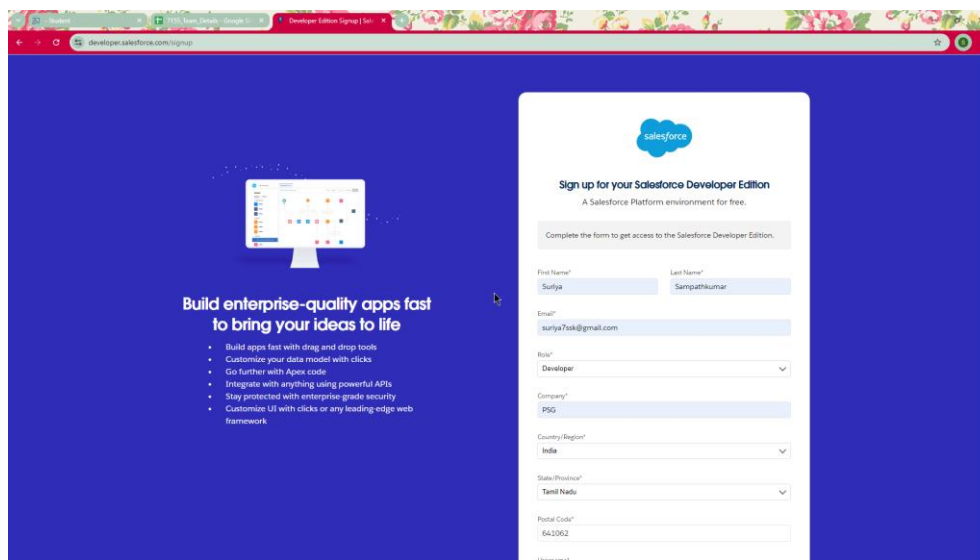 - Student
TYSS_Team_Details - Google Sh
Developer Edition Signup | Sale
developer.salesforce.com/signup
salesforce
Sign up for your Salesforce Developer Edition
A Salesforce Platform environment for free.
Complete the form to get access to the Salesforce Developer Edition.
First Name*
Last Name*
Suriya
Sampathkumar
Email*
suriya7ssk@gmail.com
Role*
Developer
Company*
PSG
Country/Region*
India
State/Province*
Tamil Nadu
Postal Code*
641062
Build enterprise-quality apps fast
to bring your ideas to life
• Build apps fast with drag and drop tools
• Customize your data model with clicks
• Go further with Apex code
• Integrate with anything using powerful APIs
• Stay protected with enterprise-grade security
• Customize UI with clicks or any leading-edge web
framework